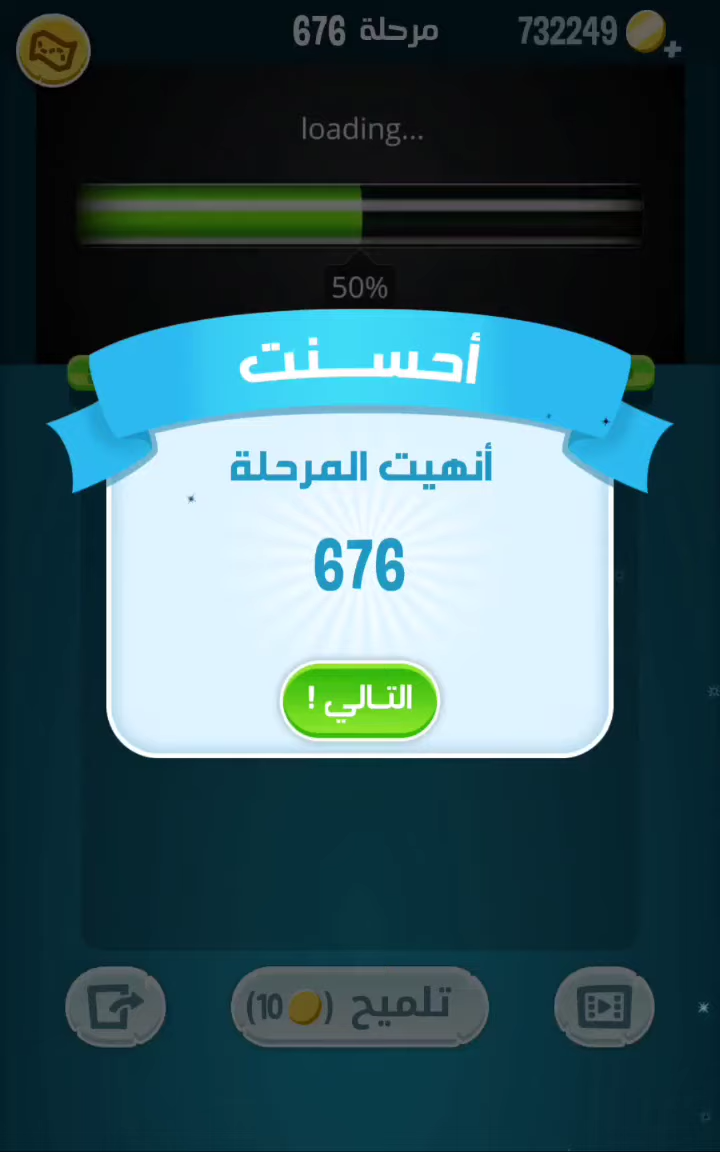 مرحلة 676
732249
loading...
50%
أحسنت
أنهيت المرحلة
676
التالي !
تلميح (10)